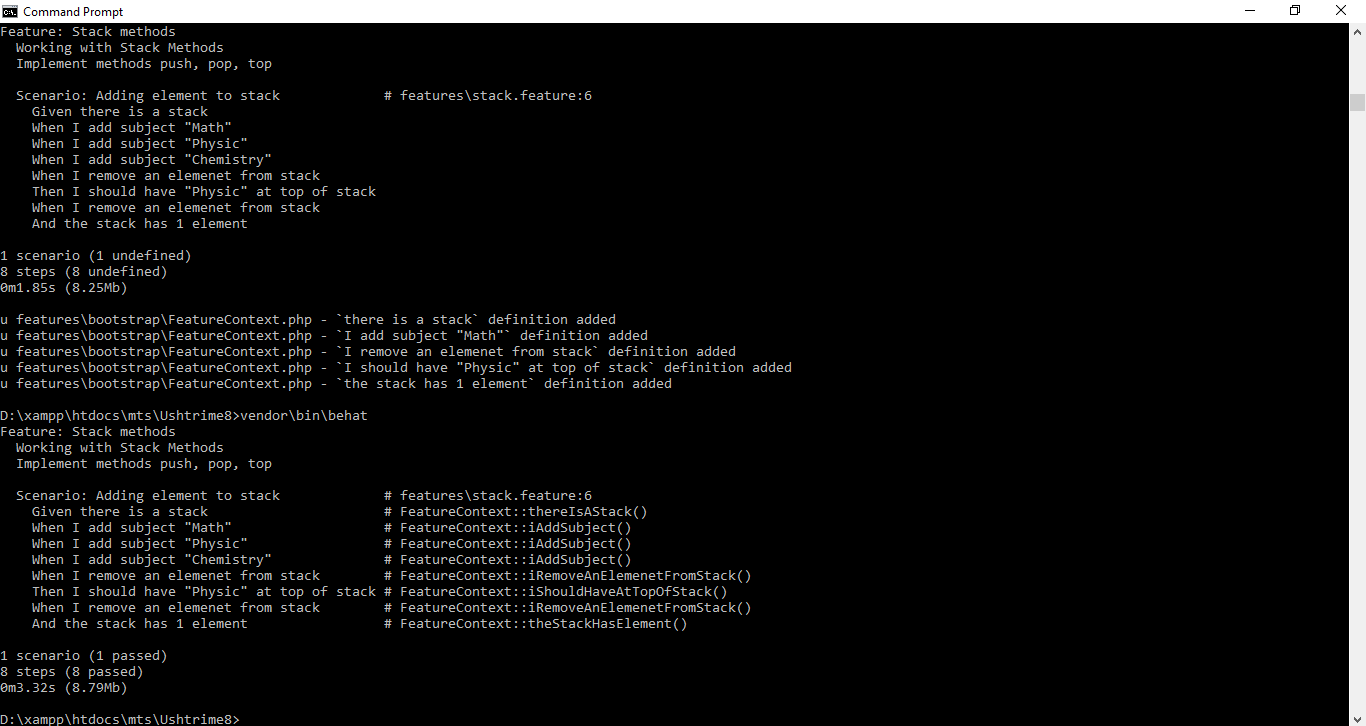 Command Prompt
Feature: Stack methods
  Working with Stack Methods
  Implement methods push, pop, top

  Scenario: Adding element to stack             # features\stack.feature:6
    Given there is a stack
    When I add subject "Math"
    When I add subject "Physic"
    When I add subject "Chemistry"
    When I remove an elemenet from stack
    Then I should have "Physic" at top of stack
    When I remove an elemenet from stack
    And the stack has 1 element

1 scenario (1 undefined)
8 steps (8 undefined)
0m1.85s (8.25Mb)

u features\bootstrap\FeatureContext.php - `there is a stack` definition added
u features\bootstrap\FeatureContext.php - `I add subject "Math"` definition added
u features\bootstrap\FeatureContext.php - `I remove an elemenet from stack` definition added
u features\bootstrap\FeatureContext.php - `I should have "Physic" at top of stack` definition added
u features\bootstrap\FeatureContext.php - `the stack has 1 element` definition added

D:\xampp\htdocs\mts\Ushtrime8>vendor\bin\behat
Feature: Stack methods
  Working with Stack Methods
  Implement methods push, pop, top

  Scenario: Adding element to stack             # features\stack.feature:6
    Given there is a stack                      # FeatureContext::thereIsAStack()
    When I add subject "Math"                   # FeatureContext::iAddSubject()
    When I add subject "Physic"                 # FeatureContext::iAddSubject()
    When I add subject "Chemistry"              # FeatureContext::iAddSubject()
    When I remove an elemenet from stack        # FeatureContext::iRemoveAnElemenetFromStack()
    Then I should have "Physic" at top of stack # FeatureContext::iShouldHaveAtTopOfStack()
    When I remove an elemenet from stack        # FeatureContext::iRemoveAnElemenetFromStack()
    And the stack has 1 element                 # FeatureContext::theStackHasElement()

1 scenario (1 passed)
8 steps (8 passed)
0m3.32s (8.79Mb)

D:\xampp\htdocs\mts\Ushtrime8>